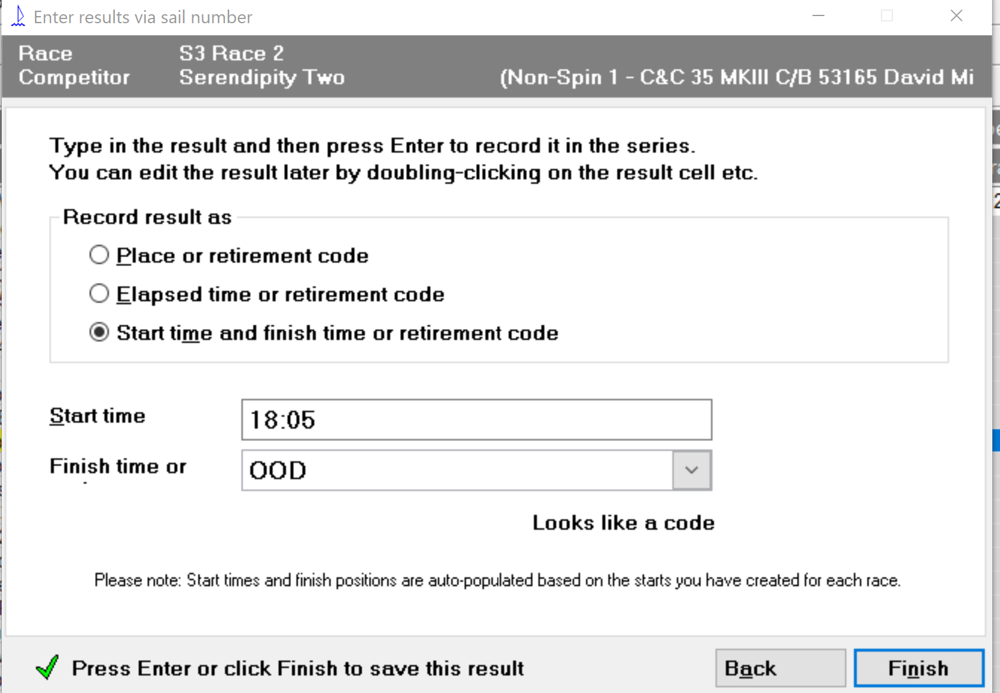 Enter results via sail number
Race S3 Race 2
Competitor Serendipity Two (Non-Spin 1 - C&C 35 MKIII C/B 53165 David Mi
Type in the result and then press Enter to record it in the series.
You can edit the result later by doubling-clicking on the result cell etc.
Record result as
Place or retirement code
Elapsed time or retirement code
Start time and finish time or retirement code
Start time 18:05
Finish time or OOD
Looks like a code
Please note: Start times and finish positions are auto-populated based on the starts you have created for each race.
Press Enter or click Finish to save this result
Back
Finish